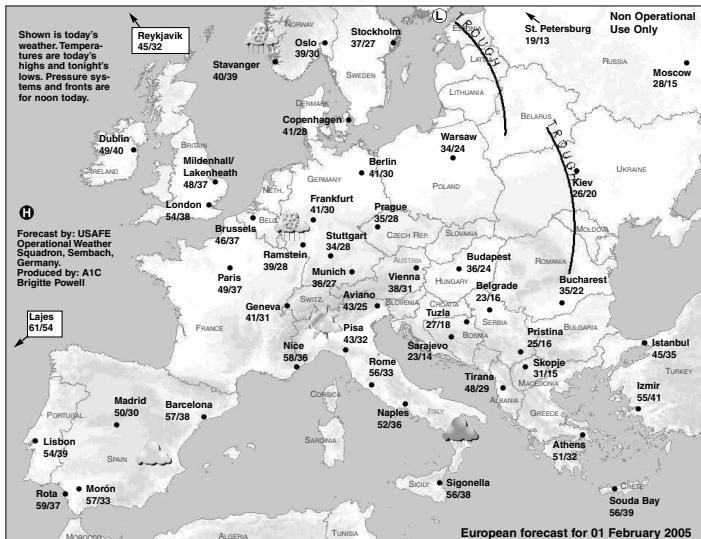 Shown is today's
weather. Tempera-
tures are today's
highs and tonight's
lows. Pressure sys-
tems and fronts are
for noon today.
Reykjavik
45/32
NORWAY
Oslo
39/30
Stavanger
40/39
Stockholm
37/27
SWEDEN
L
TROUGH
ESTONIA
LATVIA
LITHUANIA
St. Petersburg
19/13
Non Operational
Use Only
RUSSIA
Moscow
28/15
BELARUS
TROUGH
DENMARK
Copenhagen
41/28
Dublin
49/40
IRELAND
BRITAIN
Mildenhall/
Lakenheath
48/37
London
54/38
NETH.
GERMANY
Berlin
41/30
Warsaw
34/24
POLAND
UKRAINE
Kiev
26/20
H
Forecast by: USAFE
Operational Weather
Squadron, Sembach,
Germany.
Produced by: A1C
Brigitte Powell
Brussels
46/37
BELG.
Frankfurt
41/30
Ramstein
39/28
Stuttgart
34/28
Prague
35/28
CZECH REP.
SLOVAKIA
Munich
36/27
AUSTRIA
Vienna
38/31
Budapest
36/24
HUNGARY
MOLDOVA
ROMANIA
Bucharest
35/22
Paris
49/37
FRANCE
Geneva
41/31
SWITZ.
Aviano
43/25
SLOVENIA
CROATIA
Belgrade
23/16
SERBIA
Tuzla
27/18
BOSNIA
Sarajevo
23/14
BULGARIA
Pristina
25/16
Skopje
31/15
MACEDONIA
Istanbul
45/35
TURKEY
Izmir
55/41
Lajes
61/54
Nice
58/36
Pisa
43/32
Rome
56/33
Naples
52/36
ITALY
Tirana
48/29
ALBANIA
GREECE
Athens
51/32
CORSICA
SARDINIA
SICILY
Sigonella
56/38
CRETE
Souda Bay
56/39
PORTUGAL
Madrid
50/30
Barcelona
57/38
Lisbon
54/39
SPAIN
Rota
59/37
Morón
57/33
MOROCCO
ALGERIA
TUNISIA
European forecast for 01 February 2005